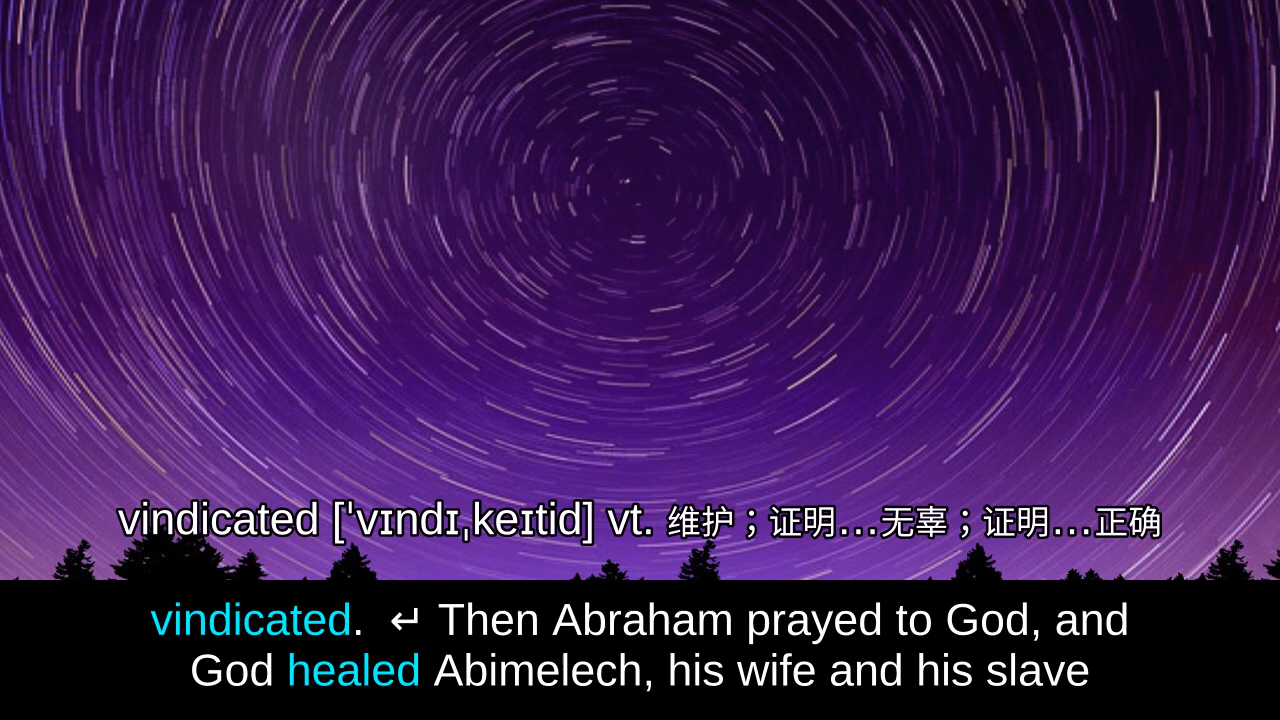 vindicated ['vɪndɪˌkeɪtid] vt. 维护；证明…无辜；证明…正确
vindicated. ↵ Then Abraham prayed to God, and
God healed Abimelech, his wife and his slave